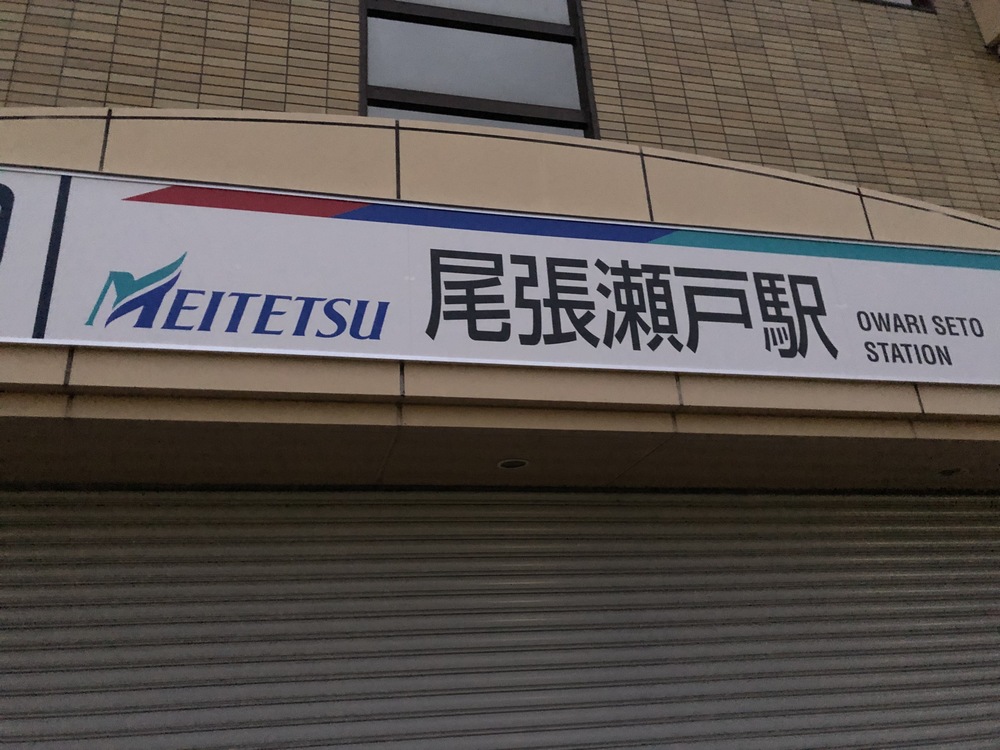 MEITETSU
尾張瀬戸駅
OWARI SETO
STATION